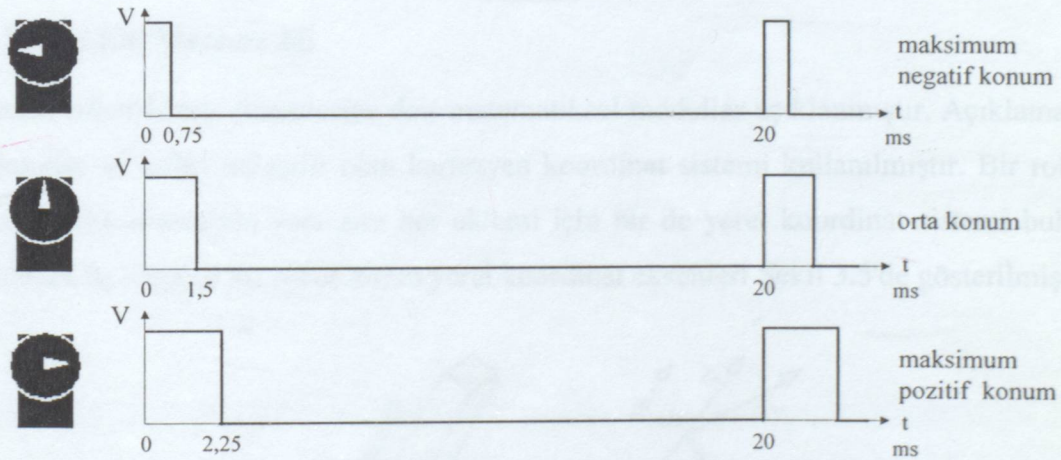 V
maksimum
negatif konum
t
0 0,75 20 ms
V
orta konum
t
0 1,5 20 ms
V
maksimum
pozitif konum
t
0 2,25 20 ms